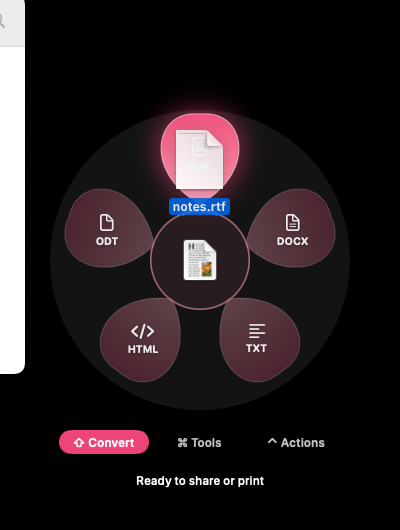 PDF
notes.rtf
ODT
DOCX
HTML
TXT
⇧ Convert
⌘ Tools
⌃ Actions
Ready to share or print